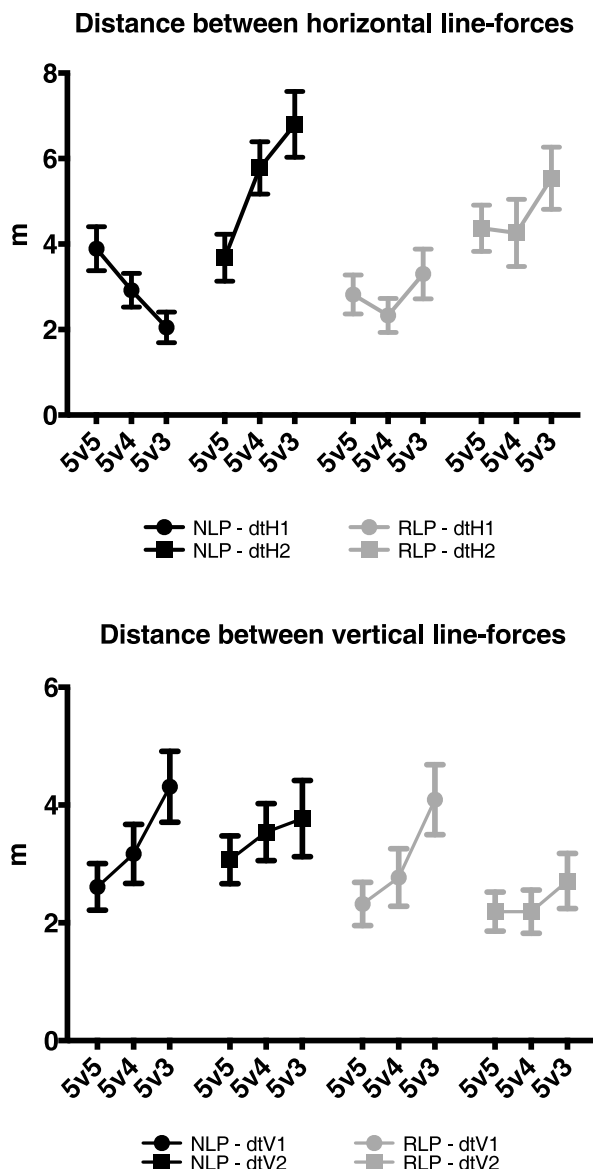 Distance between horizontal line-forces
8
6
m
4
2
0
5v5 5v4 5v3 5v5 5v4 5v3 5v5 5v4 5v3 5v5 5v4 5v3
NLP - dtH1 RLP - dtH1
NLP - dtH2 RLP - dtH2
Distance between vertical line-forces
6
4
m
2
0
5v5 5v4 5v3 5v5 5v4 5v3 5v5 5v4 5v3 5v5 5v4 5v3
NLP - dtV1 RLP - dtV1
NLP - dtV2 RLP - dtV2